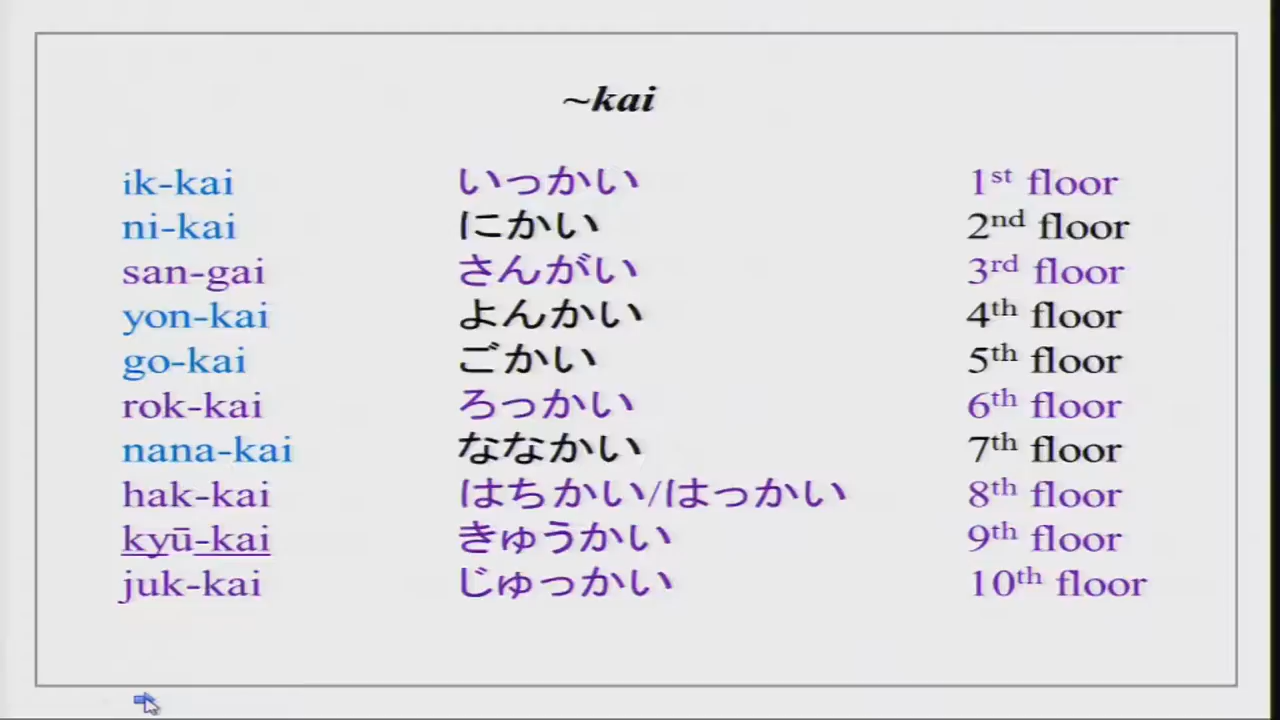 ~kai
ik-kai いっかい 1st floor
ni-kai にかい 2nd floor
san-gai さんがい 3rd floor
yon-kai よんかい 4th floor
go-kai ごかい 5th floor
rok-kai ろっかい 6th floor
nana-kai ななかい 7th floor
hak-kai はちかい/はっかい 8th floor
kyū-kai きゅうかい 9th floor
juk-kai じゅっかい 10th floor